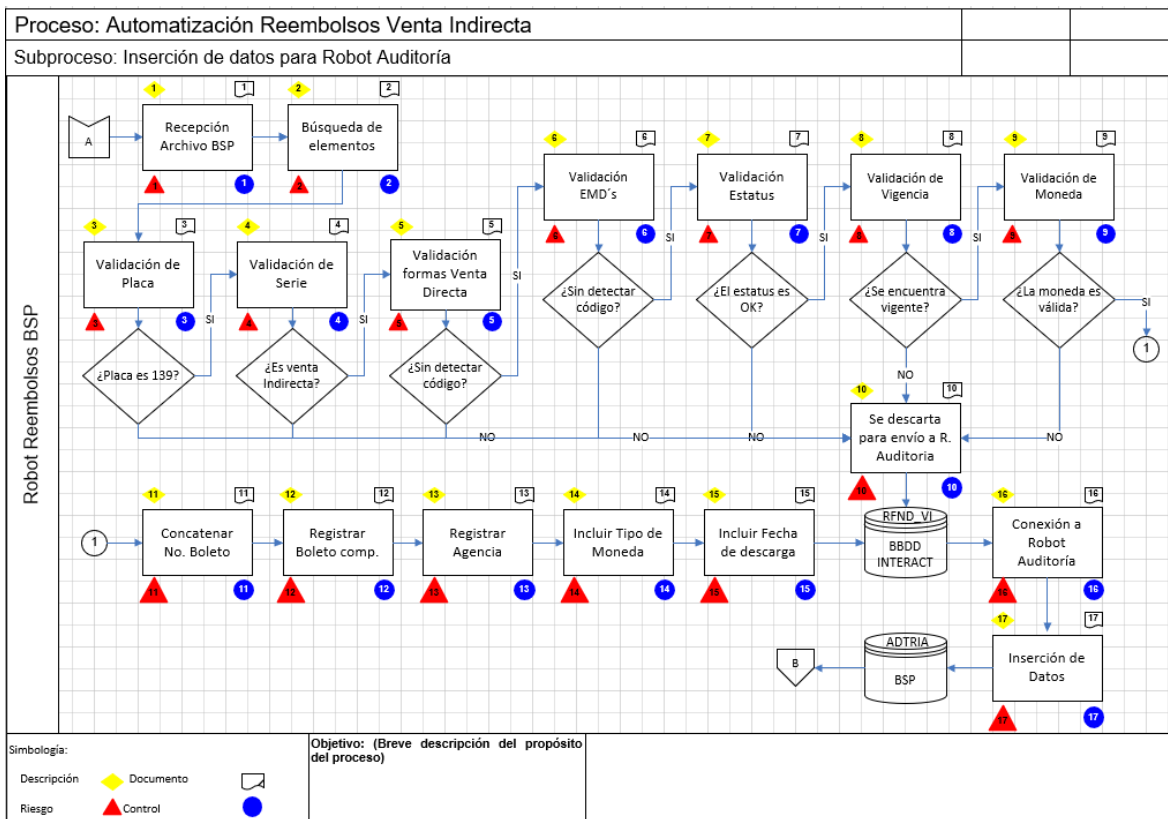 Proceso: Automatización Reembolsos Venta Indirecta
Subproceso: Inserción de datos para Robot Auditoría
Robot Reembolsos BSP
A
1
1
Recepción
Archivo BSP
1
1
2
2
Búsqueda de
elementos
2
2
3
3
Validación de
Placa
3
3
¿Placa es 139?
SI
4
4
Validación de
Serie
4
4
¿Es venta
Indirecta?
SI
5
5
Validación
formas Venta
Directa
5
5
¿Sin detectar
código?
SI
6
6
Validación
EMD´s
6
6
¿Sin detectar
código?
SI
7
7
Validación
Estatus
7
7
¿El estatus es
OK?
SI
8
8
Validación
de Vigencia
8
8
¿Se encuentra
vigente?
SI
9
9
Validación de
Moneda
9
9
¿La moneda es
válida?
SI
1
NO
NO
NO
NO
NO
10
10
Se descarta
para envío a R.
Auditoria
10
10
1
11
11
Concatenar
No. Boleto
11
11
12
12
Registrar
Boleto comp.
12
12
13
13
Registrar
Agencia
13
13
14
14
Incluir Tipo de
Moneda
14
14
15
15
Incluir Fecha
de descarga
15
15
RFND_VI
BBDD
INTERACT
16
16
Conexión a
Robot
Auditoría
16
16
17
17
Inserción de
Datos
17
17
ADTRIA
BSP
B
Simbología:
Descripción
Documento
Riesgo
Control
Objetivo: (Breve descripción del propósito
del proceso)